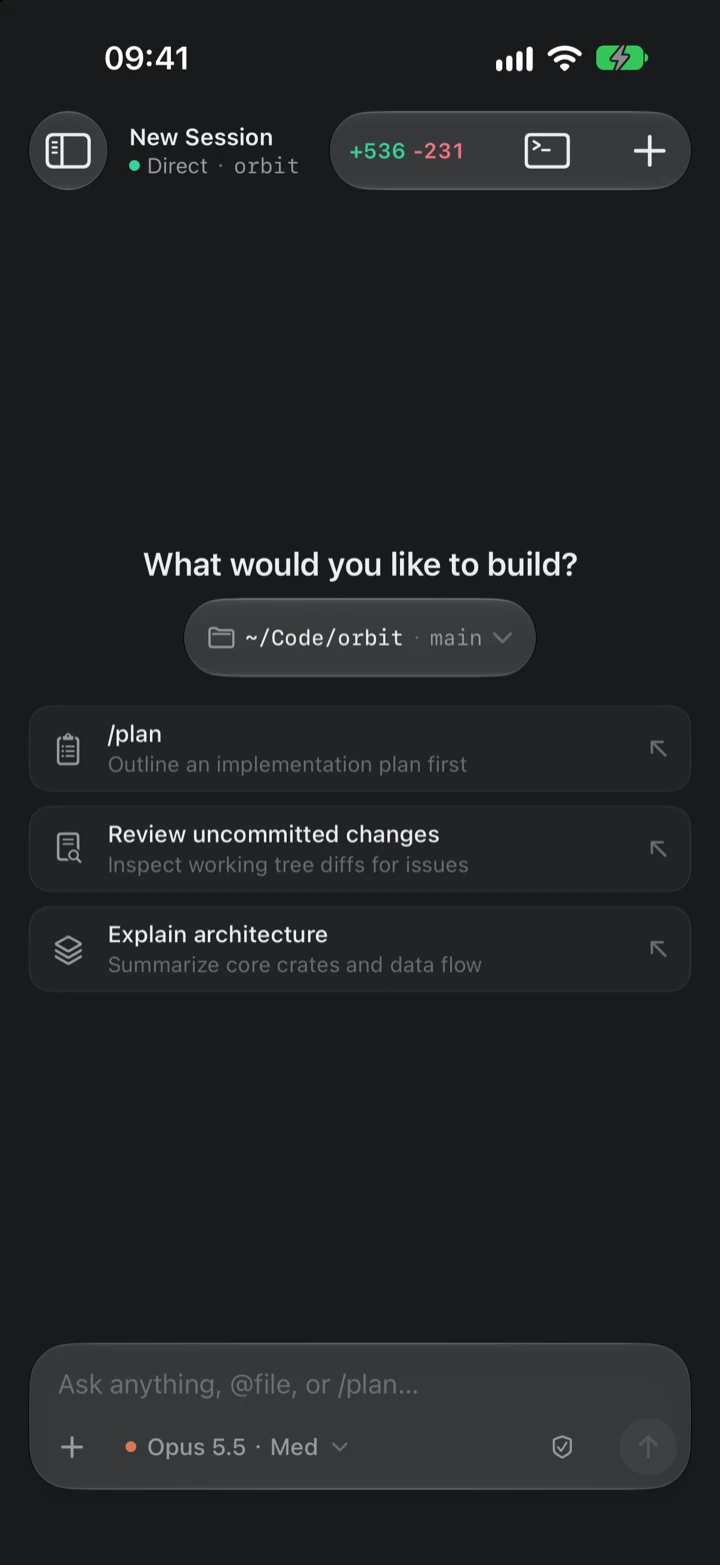 09:41
New Session
Direct · orbit
+536 -231
What would you like to build?
~/Code/orbit · main
/plan
Outline an implementation plan first
Review uncommitted changes
Inspect working tree diffs for issues
Explain architecture
Summarize core crates and data flow
Ask anything, @file, or /plan...
Opus 5.5 · Med